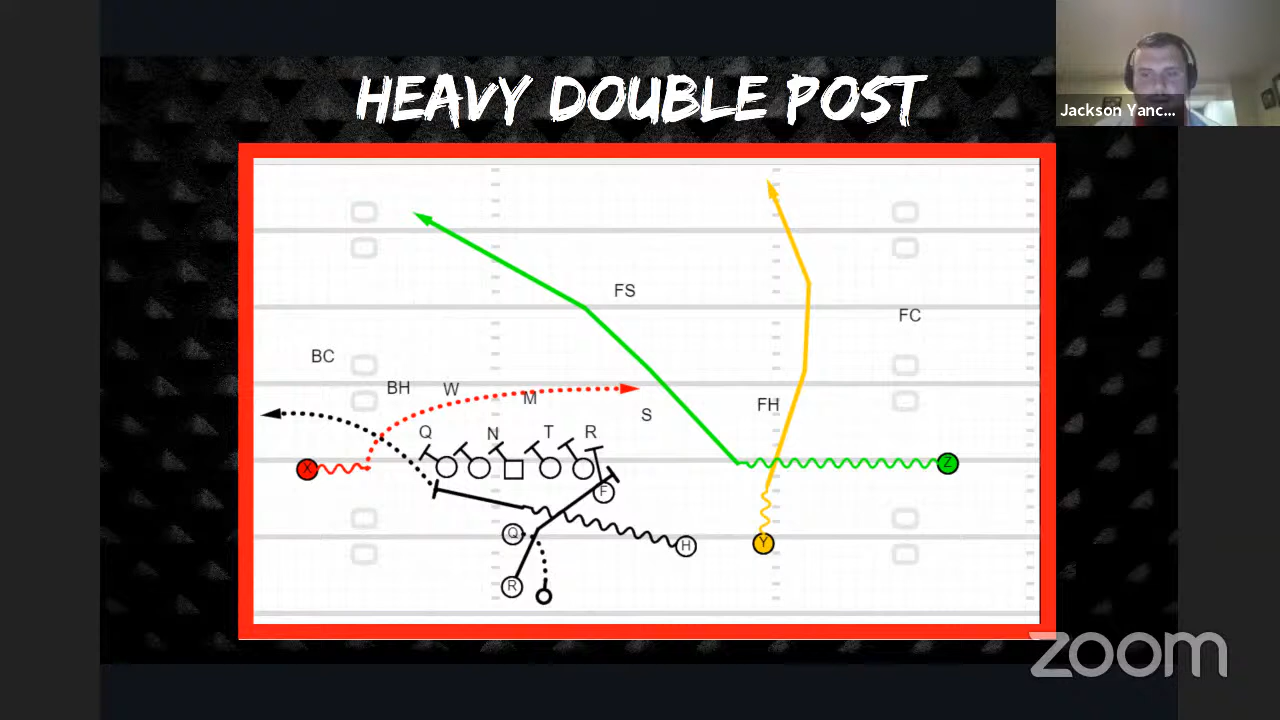 HEAVY DOUBLE POST
Jackson Yanc...
FS
FC
BC
BH
W
M
S
FH
Q
N
T
R
X
Z
F
Q
H
Y
R
zoom